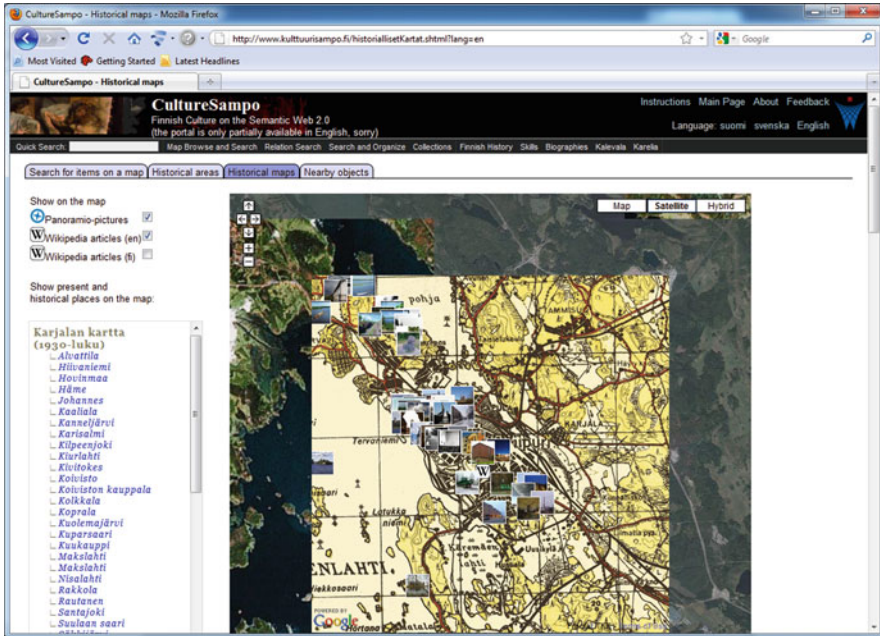 CultureSampo - Historical maps - Mozilla Firefox
http://www.kulttuurisampo.fi/historiallisetKartat.shtml?lang=en
Google
Most Visited Getting Started Latest Headlines
CultureSampo - Historical maps
CultureSampo
Finnish Culture on the Semantic Web 2.0
(the portal is only partially available in English, sorry)
Instructions Main Page About Feedback
Language: suomi svenska English
Quick Search: Map Browse and Search Relation Search Search and Organize Collections Finnish History Skills Biographies Kalevala Karelia
Search for items on a map Historical areas Historical maps Nearby objects
Show on the map
Panoramio-pictures
Wikipedia articles (en)
Wikipedia articles (fi)
Show present and
historical places on the map:
Karjalan kartta
(1930-luku)
Alvattila
Hiivaniemi
Hovinmaa
Häme
Johannes
Kaaliala
Kanneljärvi
Karisalmi
Kilpeenjoki
Kiurlahti
Kivitokes
Koivisto
Koiviston kauppala
Kolkkala
Koprala
Kuolemajärvi
Kuparsaari
Kuukauppi
Makslahti
Makslahti
Nisalahti
Rakkola
Rautanen
Santajoki
Suulaan saari
Map Satellite Hybrid
pohja
TAMMISUO
KARJALA
Tervaniemi
W
niemi
lahti
ENLAHTI
POWERED BY
Google